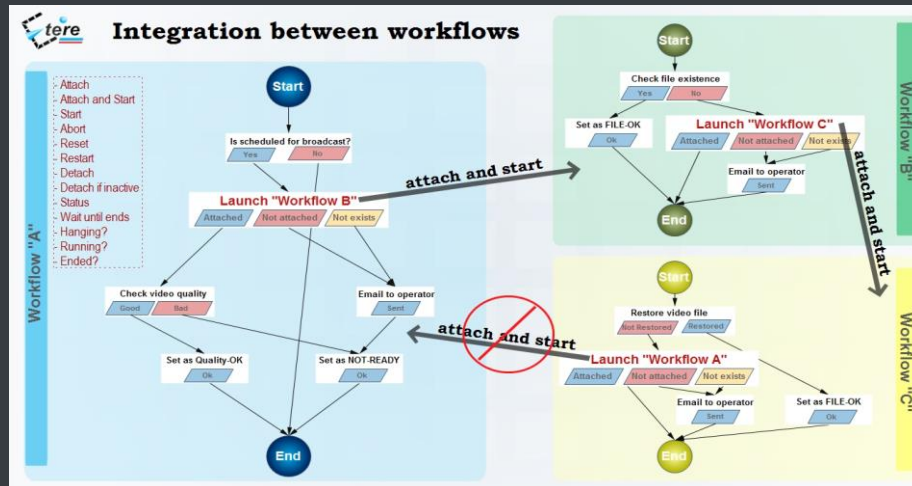 Etere
Integration between workflows
Workflow "A"
- Attach
- Attach and Start
- Start
- Abort
- Reset
- Restart
- Detach
- Detach if inactive
- Status
- Wait until ends
- Hanging?
- Running?
- Ended?
Start
Is scheduled for broadcast?
Yes No
Launch "Workflow B"
Attached Not attached Not exists
Check video quality
Good Bad
Email to operator
Sent
Set as Quality-OK
Ok
Set as NOT-READY
Ok
End
attach and start
Workflow "B"
Start
Check file existence
Yes No
Set as FILE-OK
Ok
Launch "Workflow C"
Attached Not attached Not exists
Email to operator
Sent
End
attach and start
Workflow "C"
Start
Restore video file
Not Restored Restored
Launch "Workflow A"
Attached Not attached Not exists
Email to operator
Sent
Set as FILE-OK
Ok
End
attach and start